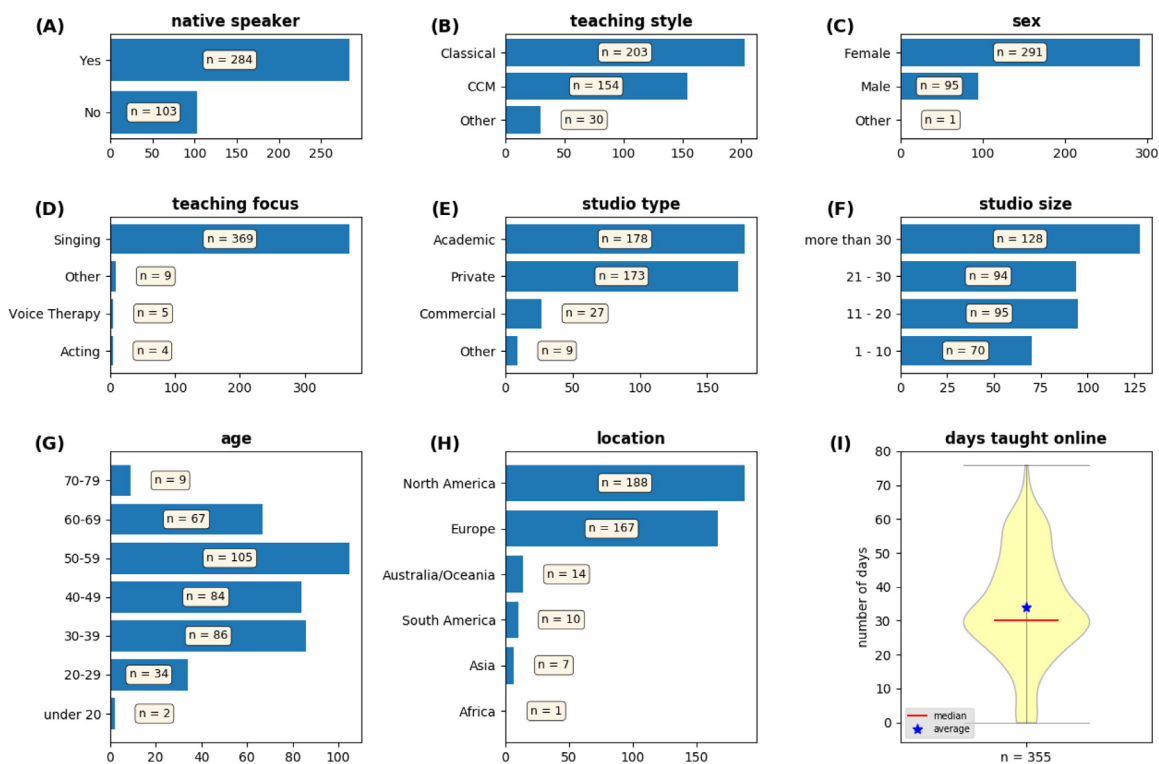 (A) native speaker
Yes n = 284
No n = 103
0 50 100 150 200 250
(B) teaching style
Classical n = 203
CCM n = 154
Other n = 30
0 50 100 150 200
(C) sex
Female n = 291
Male n = 95
Other n = 1
0 100 200 300
(D) teaching focus
Singing n = 369
Other n = 9
Voice Therapy n = 5
Acting n = 4
0 100 200 300
(E) studio type
Academic n = 178
Private n = 173
Commercial n = 27
Other n = 9
0 50 100 150
(F) studio size
more than 30 n = 128
21 - 30 n = 94
11 - 20 n = 95
1 - 10 n = 70
0 25 50 75 100 125
(G) age
70-79 n = 9
60-69 n = 67
50-59 n = 105
40-49 n = 84
30-39 n = 86
20-29 n = 34
under 20 n = 2
0 20 40 60 80 100
(H) location
North America n = 188
Europe n = 167
Australia/Oceania n = 14
South America n = 10
Asia n = 7
Africa n = 1
0 50 100 150
(I) days taught online
number of days
80
70
60
50
40
30
20
10
0
median
average
n = 355